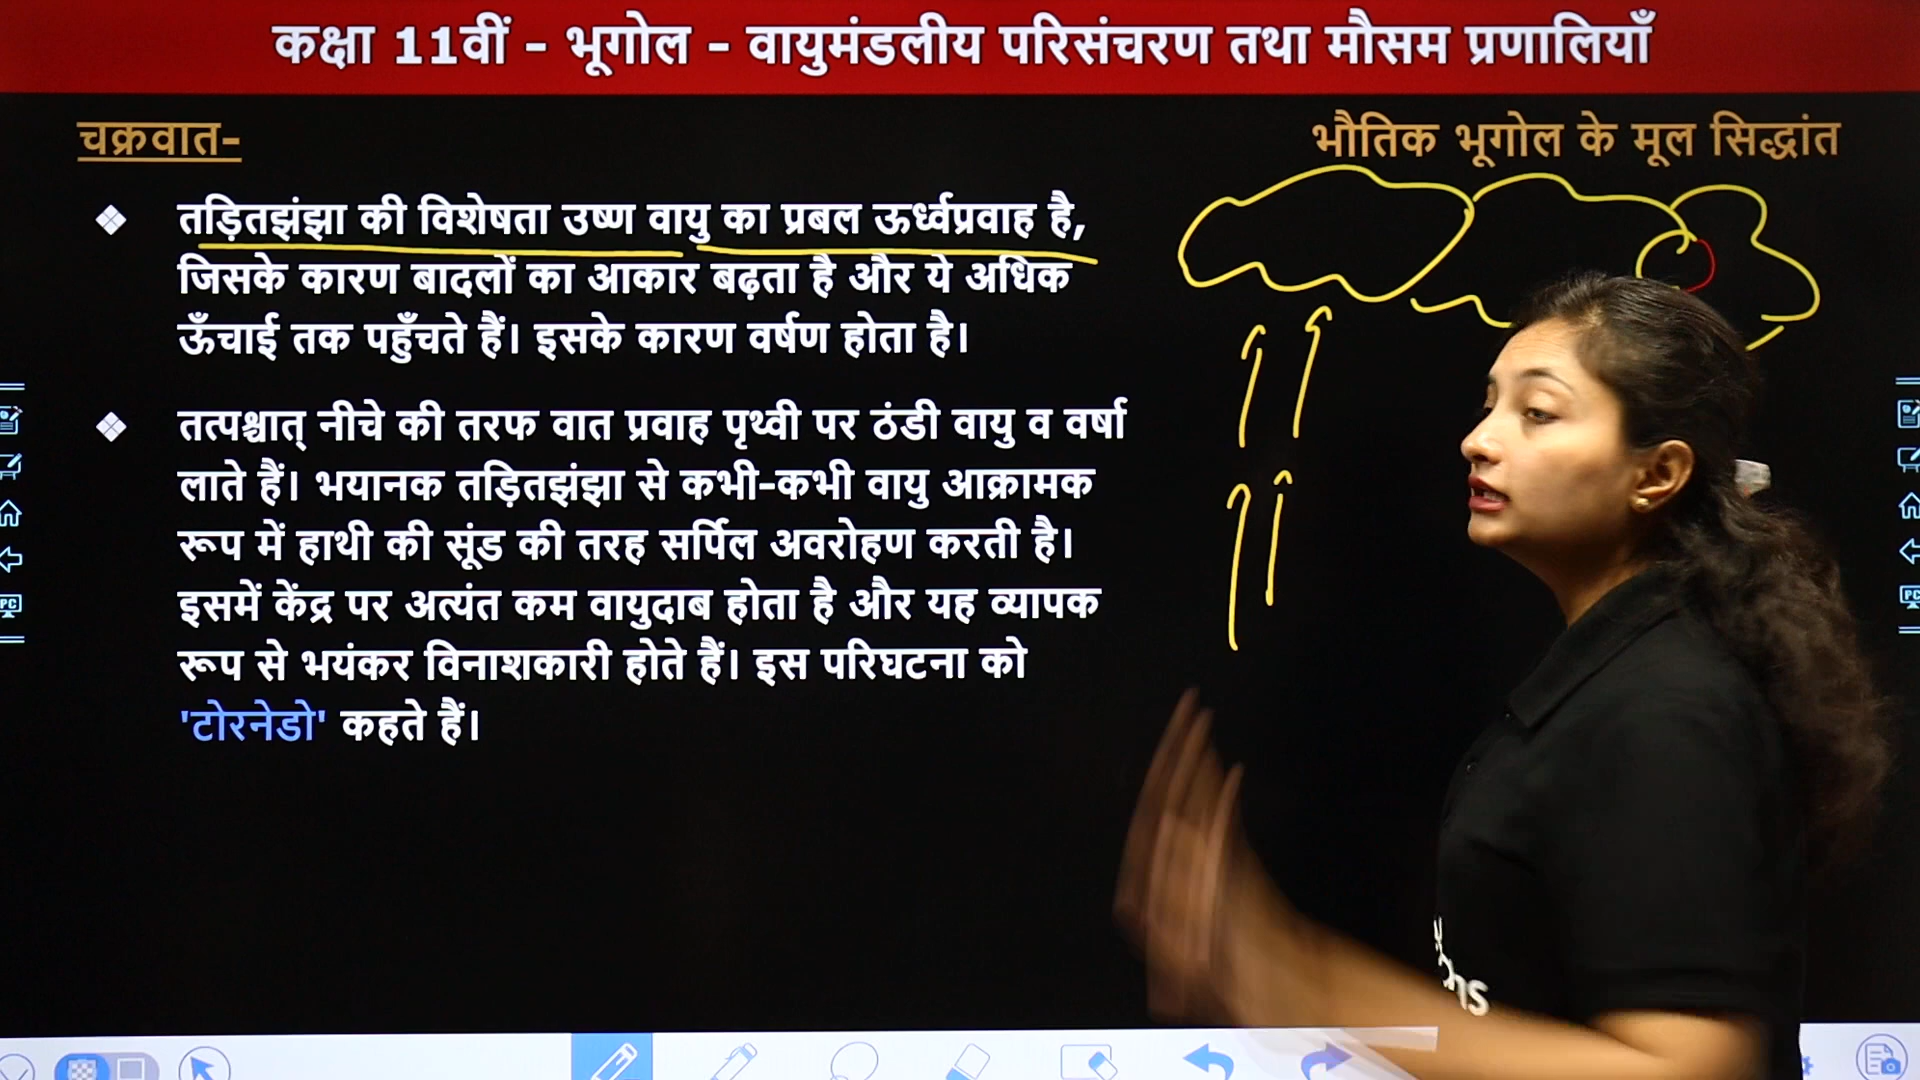 कक्षा 11वीं - भूगोल - वायुमंडलीय परिसंचरण तथा मौसम प्रणालियाँ
चक्रवात-
भौतिक भूगोल के मूल सिद्धांत
❖ तड़ितझंझा की विशेषता उष्ण वायु का प्रबल ऊर्ध्वप्रवाह है,
जिसके कारण बादलों का आकार बढ़ता है और ये अधिक
ऊँचाई तक पहुँचते हैं। इसके कारण वर्षण होता है।
❖ तत्पश्चात् नीचे की तरफ वात प्रवाह पृथ्वी पर ठंडी वायु व वर्षा
लाते हैं। भयानक तड़ितझंझा से कभी-कभी वायु आक्रामक
रूप में हाथी की सूंड की तरह सर्पिल अवरोहण करती है।
इसमें केंद्र पर अत्यंत कम वायुदाब होता है और यह व्यापक
रूप से भयंकर विनाशकारी होते हैं। इस परिघटना को
'टोरनेडो' कहते हैं।
PC
PC